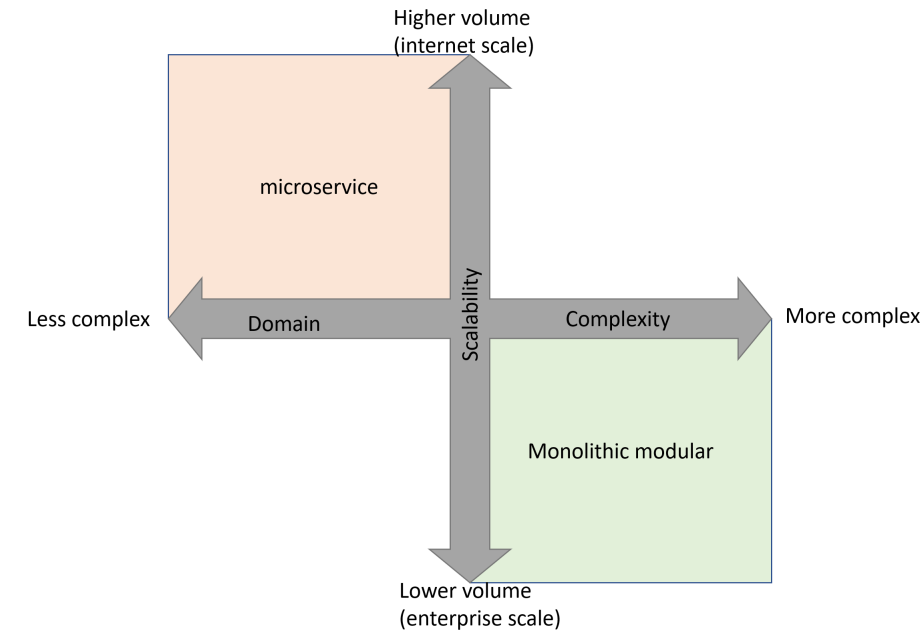 Higher volume
(internet scale)
microservice
Less complex
Domain
Scalability
Complexity
More complex
Monolithic modular
Lower volume
(enterprise scale)